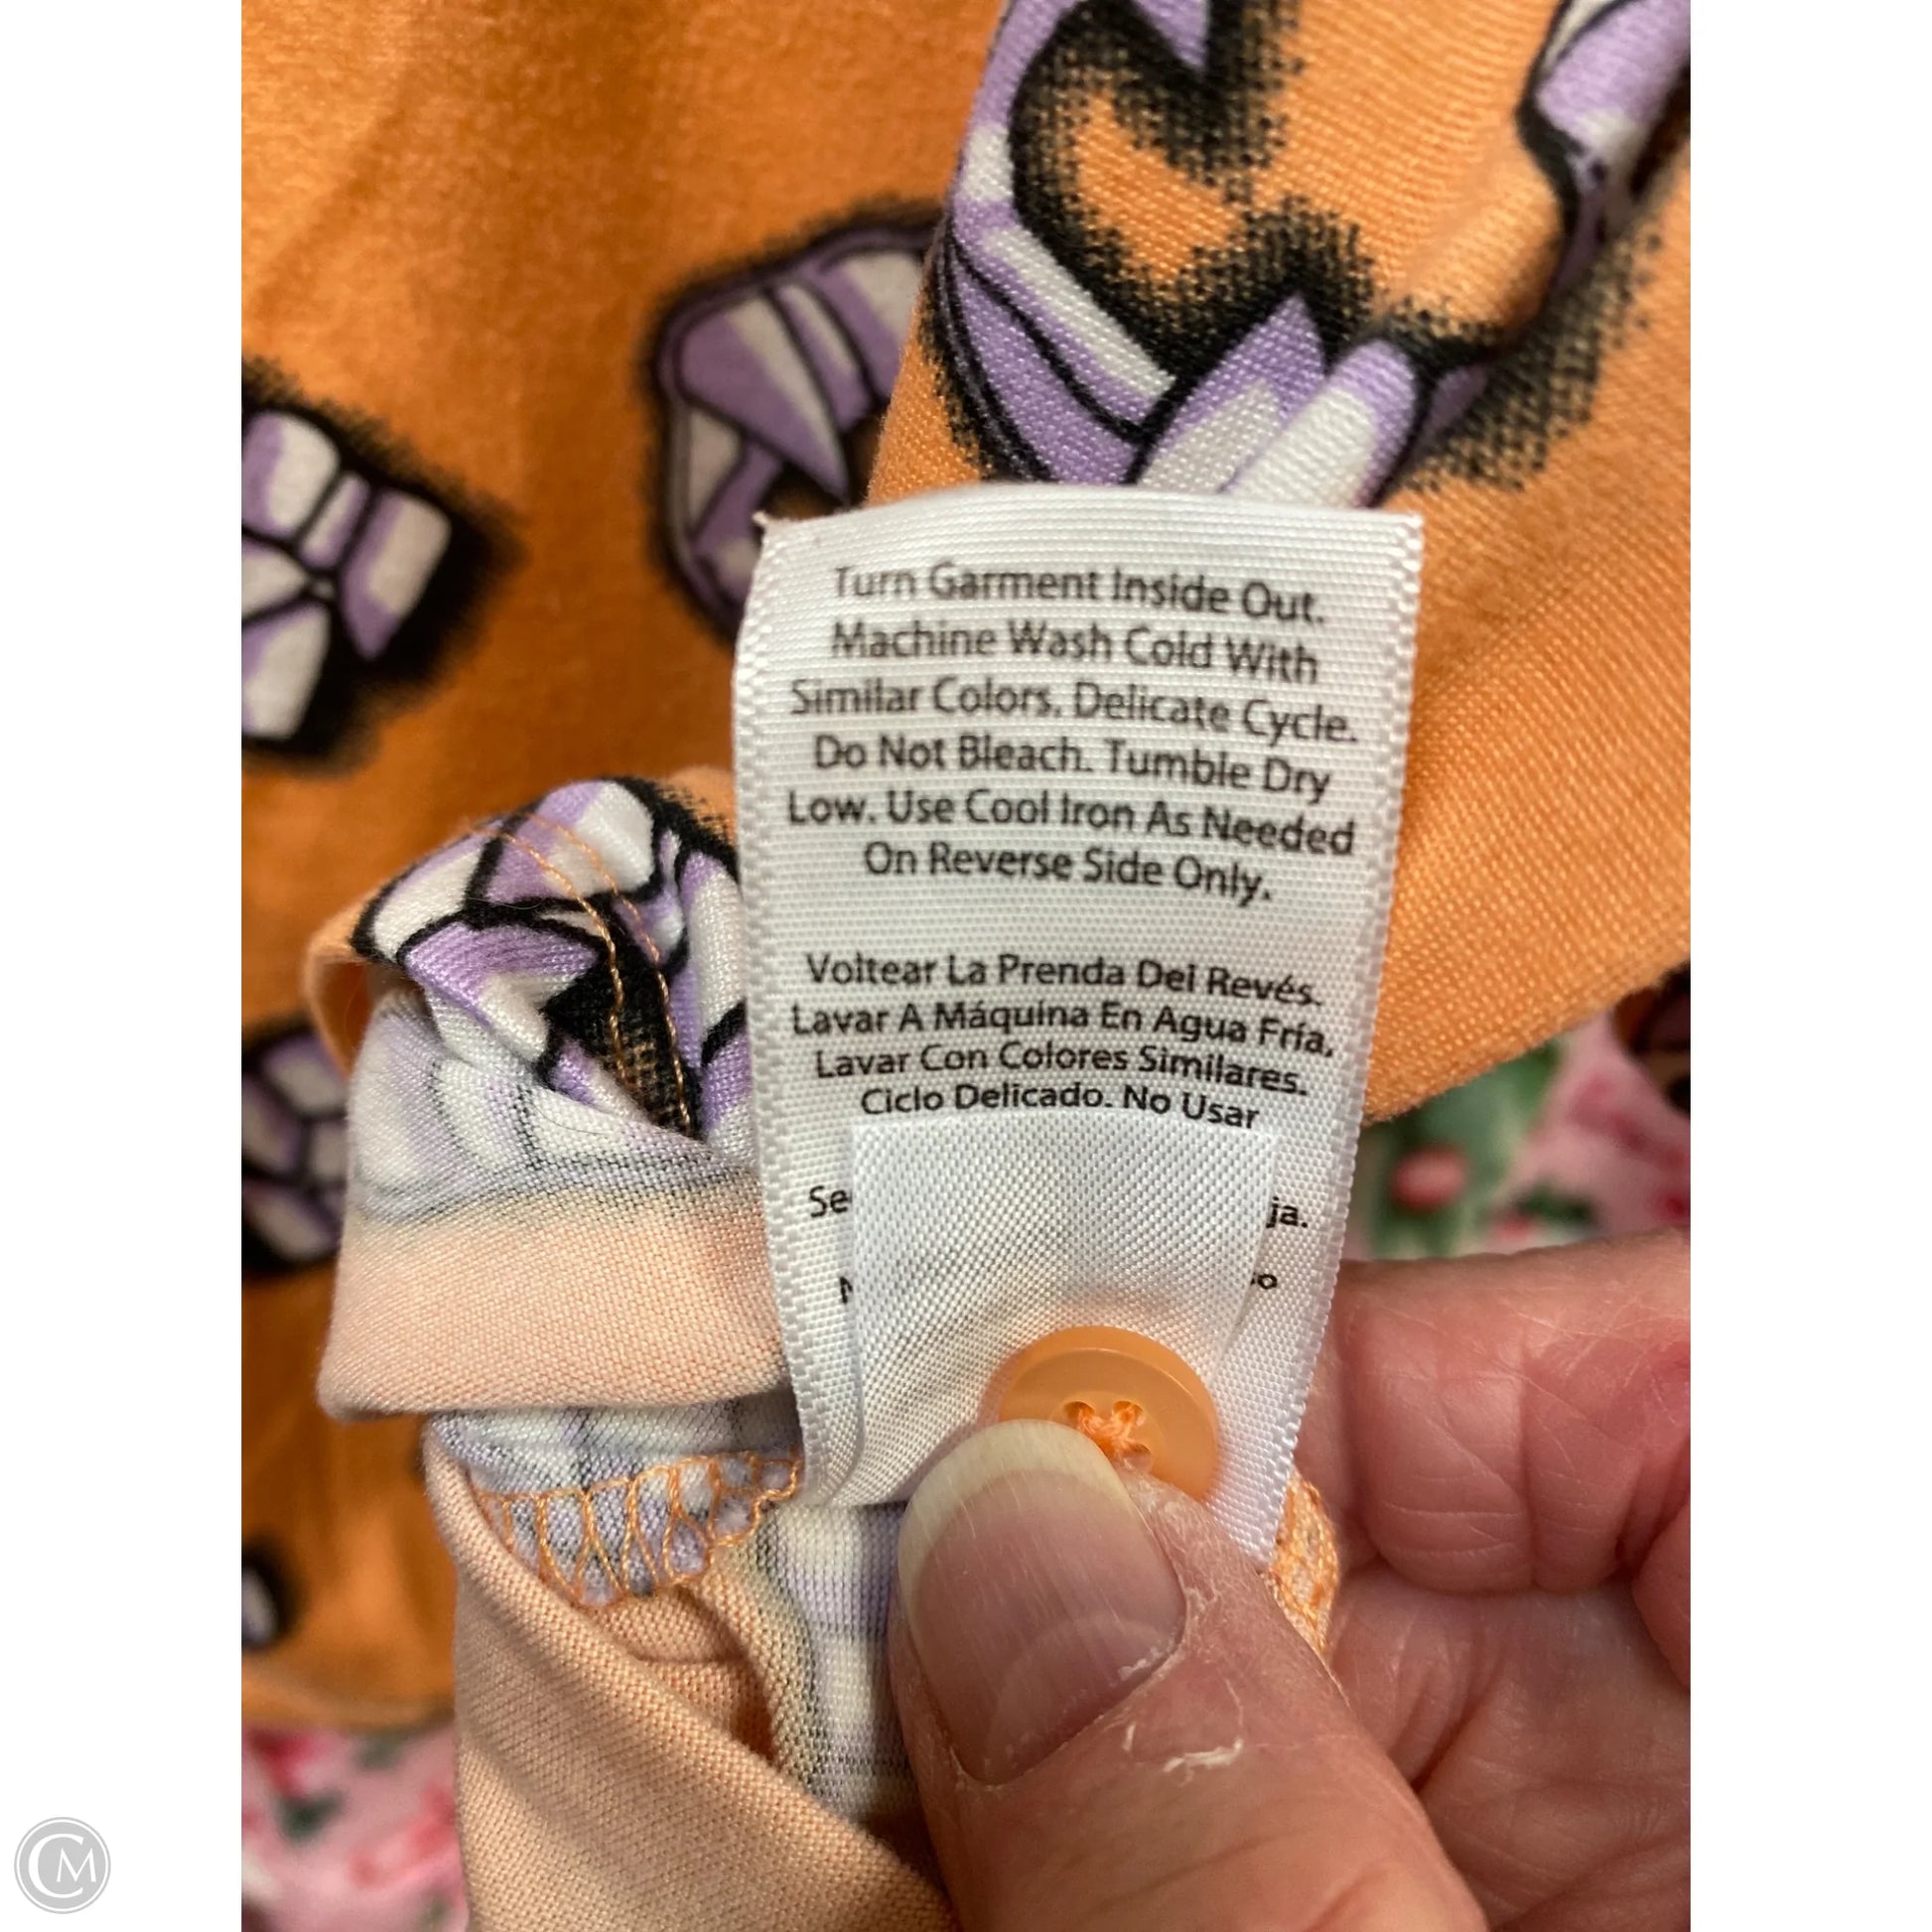 Turn Garment Inside Out.
Machine Wash Cold With
Similar Colors. Delicate Cycle.
Do Not Bleach. Tumble Dry
Low. Use Cool Iron As Needed
On Reverse Side Only.
Voltear La Prenda Del Revés.
Lavar A Máquina En Agua Fría.
Lavar Con Colores Similares.
Ciclo Delicado. No Usar
CM